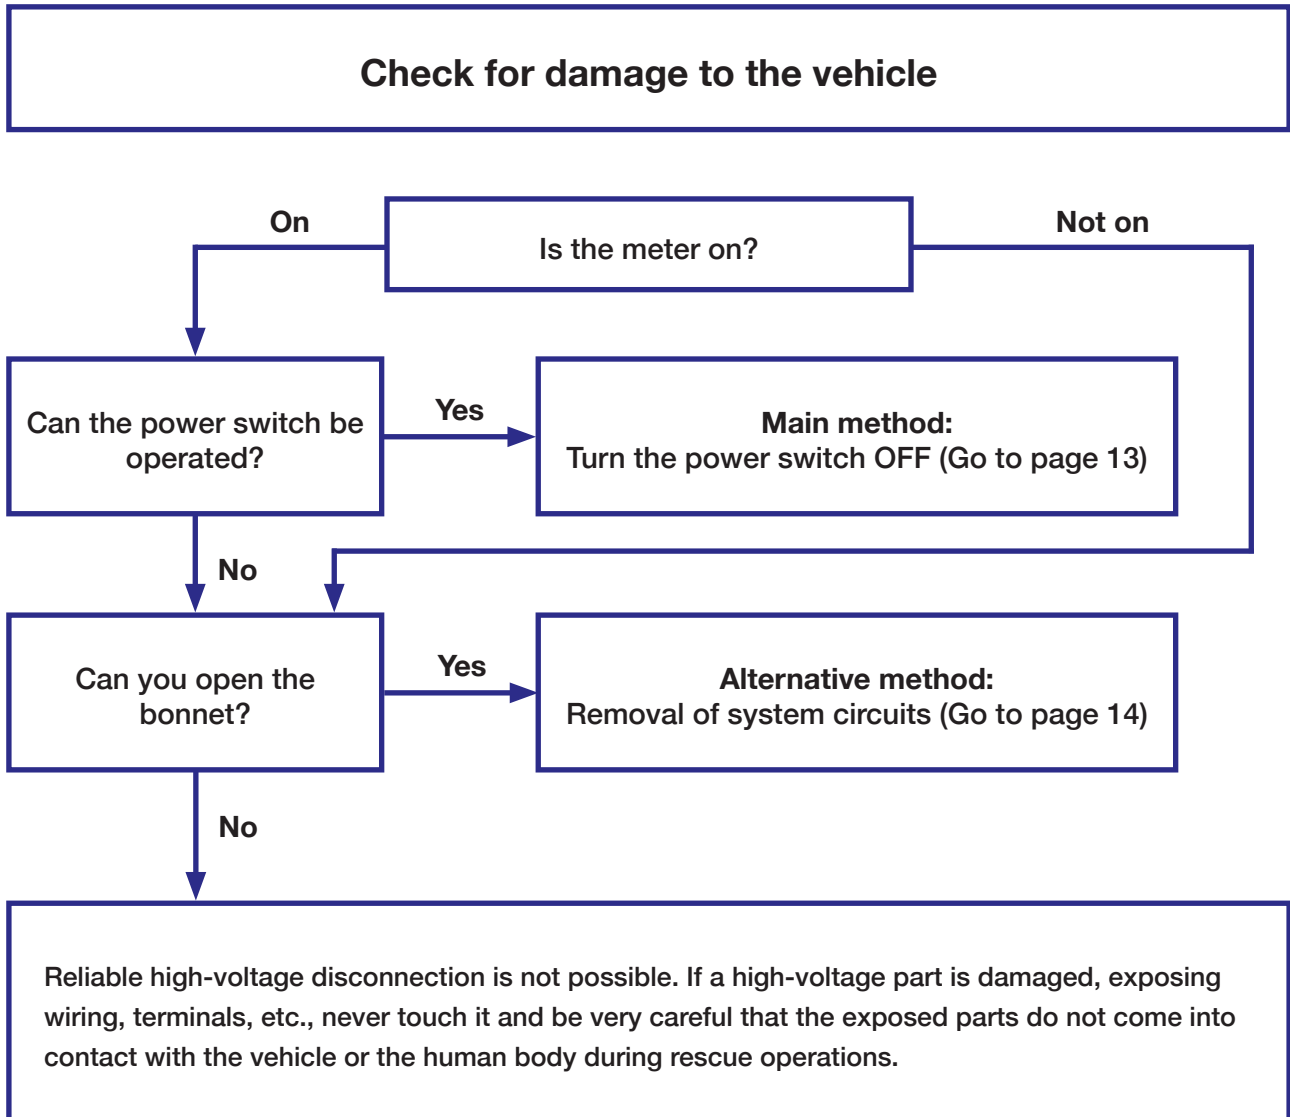 Check for damage to the vehicle
On
Is the meter on?
Not on
Can the power switch be
operated?
Yes
Main method:
Turn the power switch OFF (Go to page 13)
No
Can you open the
bonnet?
Yes
Alternative method:
Removal of system circuits (Go to page 14)
No
Reliable high-voltage disconnection is not possible. If a high-voltage part is damaged, exposing
wiring, terminals, etc., never touch it and be very careful that the exposed parts do not come into
contact with the vehicle or the human body during rescue operations.